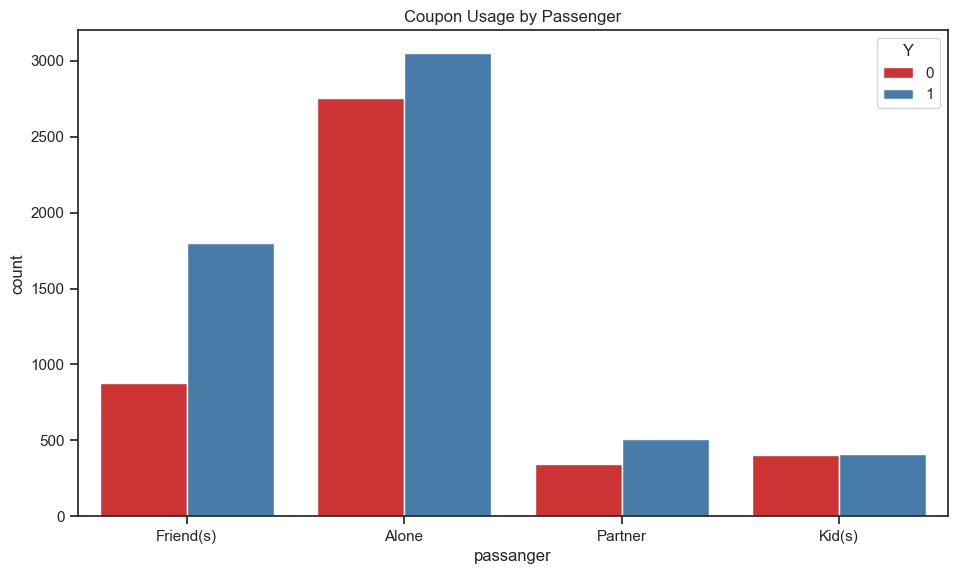 Coupon Usage by Passenger
Y
0
1
count
3000
2500
2000
1500
1000
500
0
Friend(s)
Alone
Partner
Kid(s)
passanger